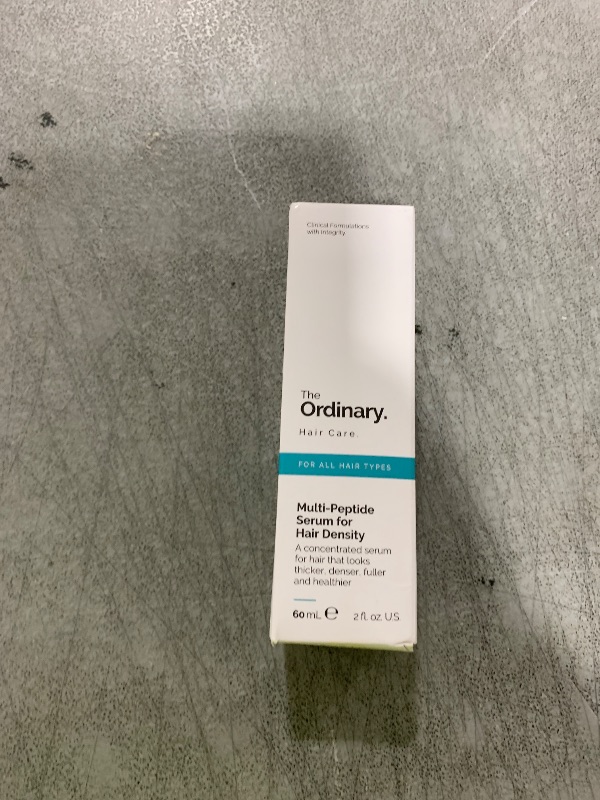 Clinical Formulations
with Integrity.
The
Ordinary.
Hair Care.
FOR ALL HAIR TYPES
Multi-Peptide
Serum for
Hair Density
A concentrated serum
for hair that looks
thicker, denser, fuller
and healthier
60 mL ℮ 2 fl. oz. U.S.